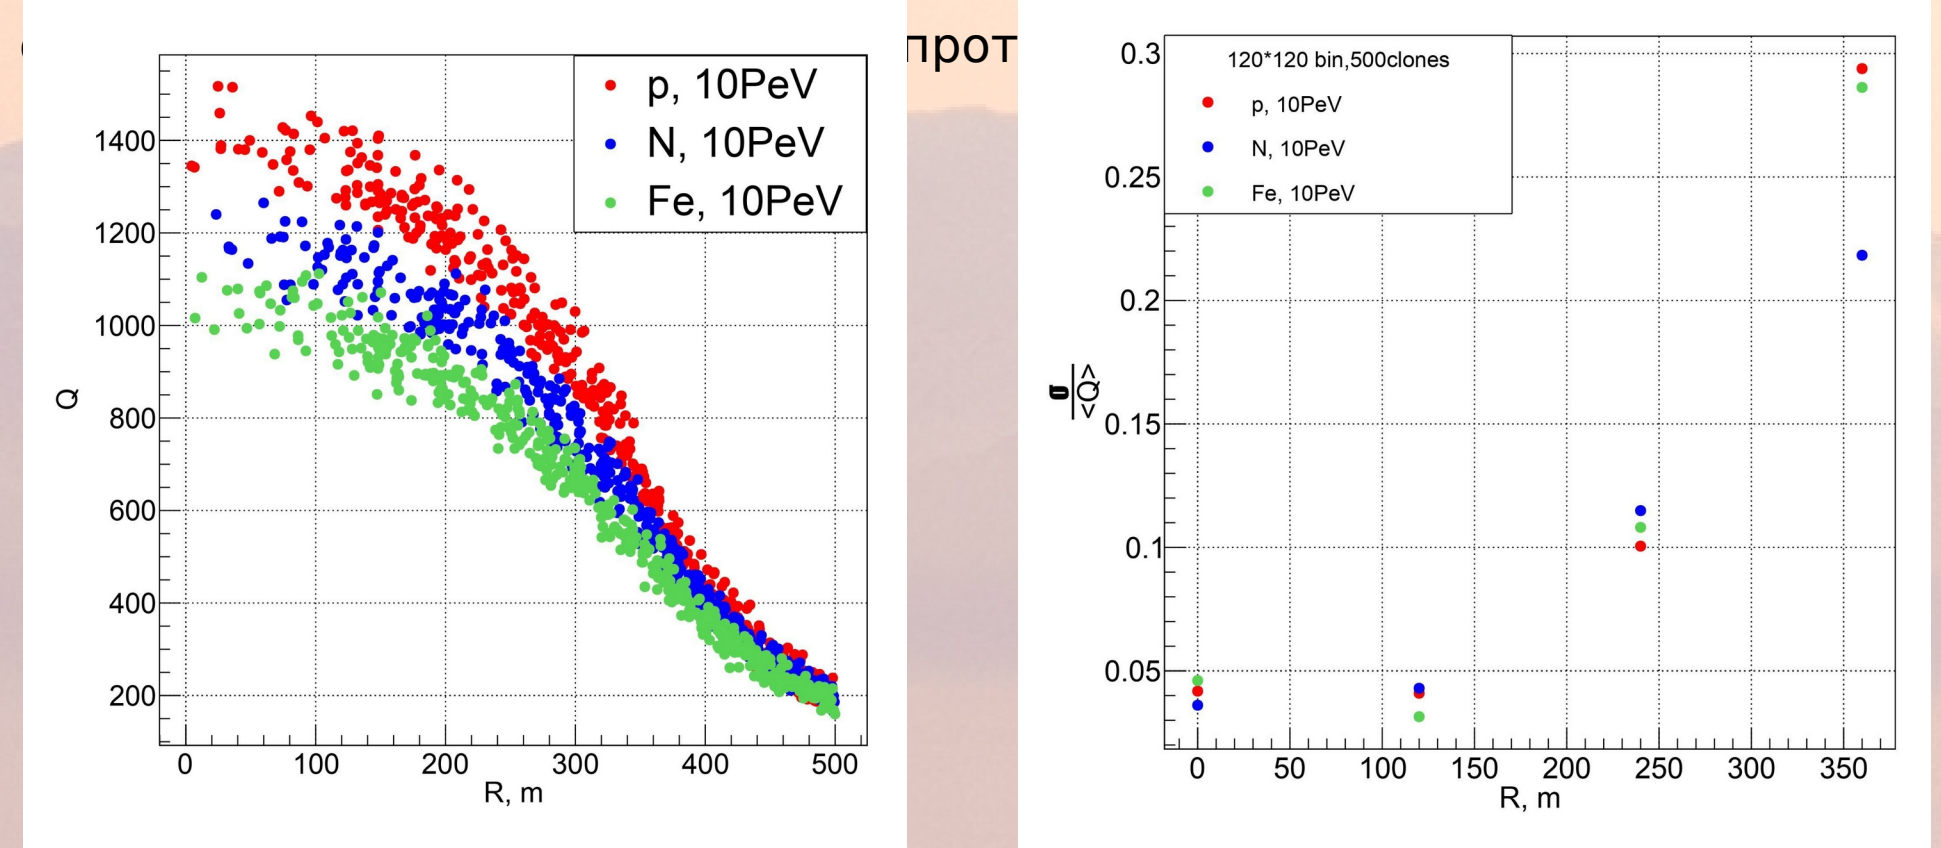 прот
p, 10PeV
N, 10PeV
Fe, 10PeV
1400
1200
1000
800
600
400
200
Q
0 100 200 300 400 500
R, m
120*120 bin,500clones
p, 10PeV
N, 10PeV
Fe, 10PeV
0.3
0.25
0.2
0.15
0.1
0.05
σ
<Q>
0 50 100 150 200 250 300 350
R, m